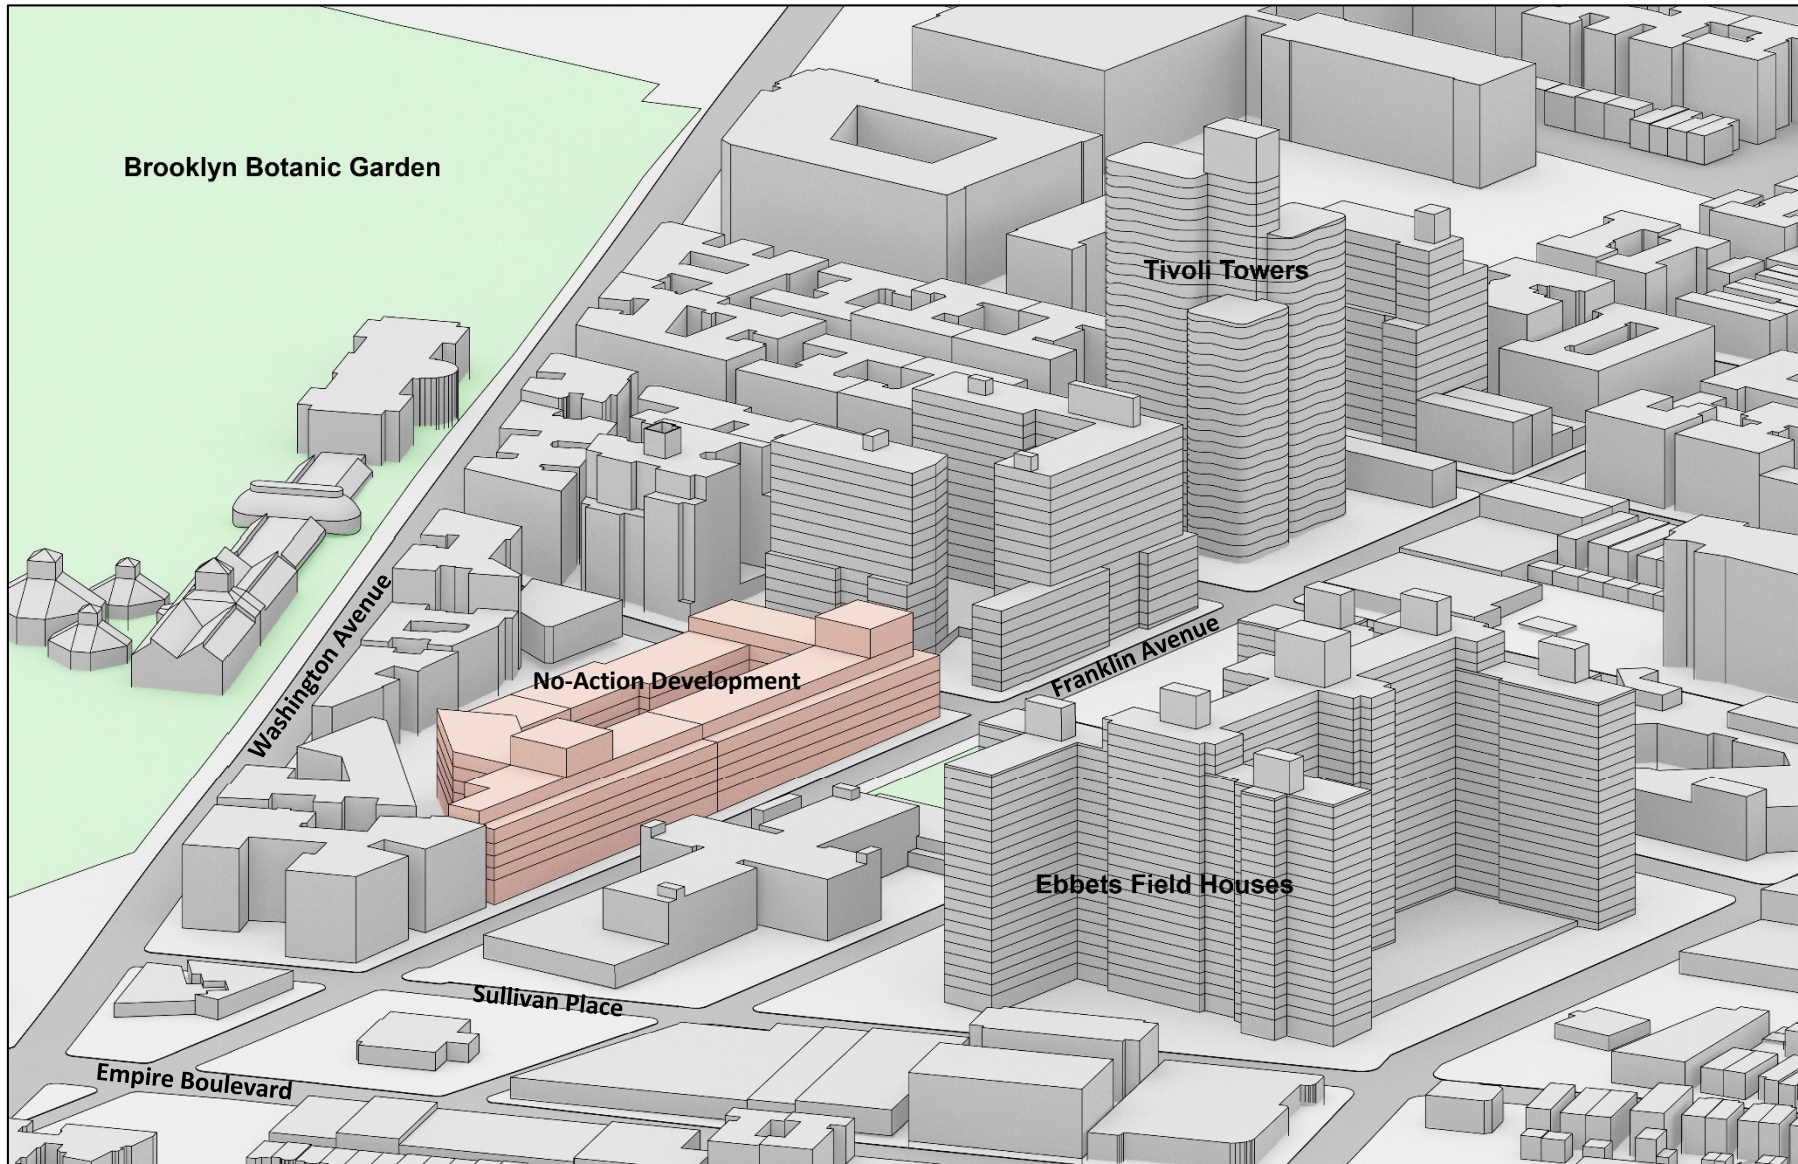 Brooklyn Botanic Garden
Tivoli Towers
Washington Avenue
Franklin Avenue
No-Action Development
Ebbets Field Houses
Sullivan Place
Empire Boulevard